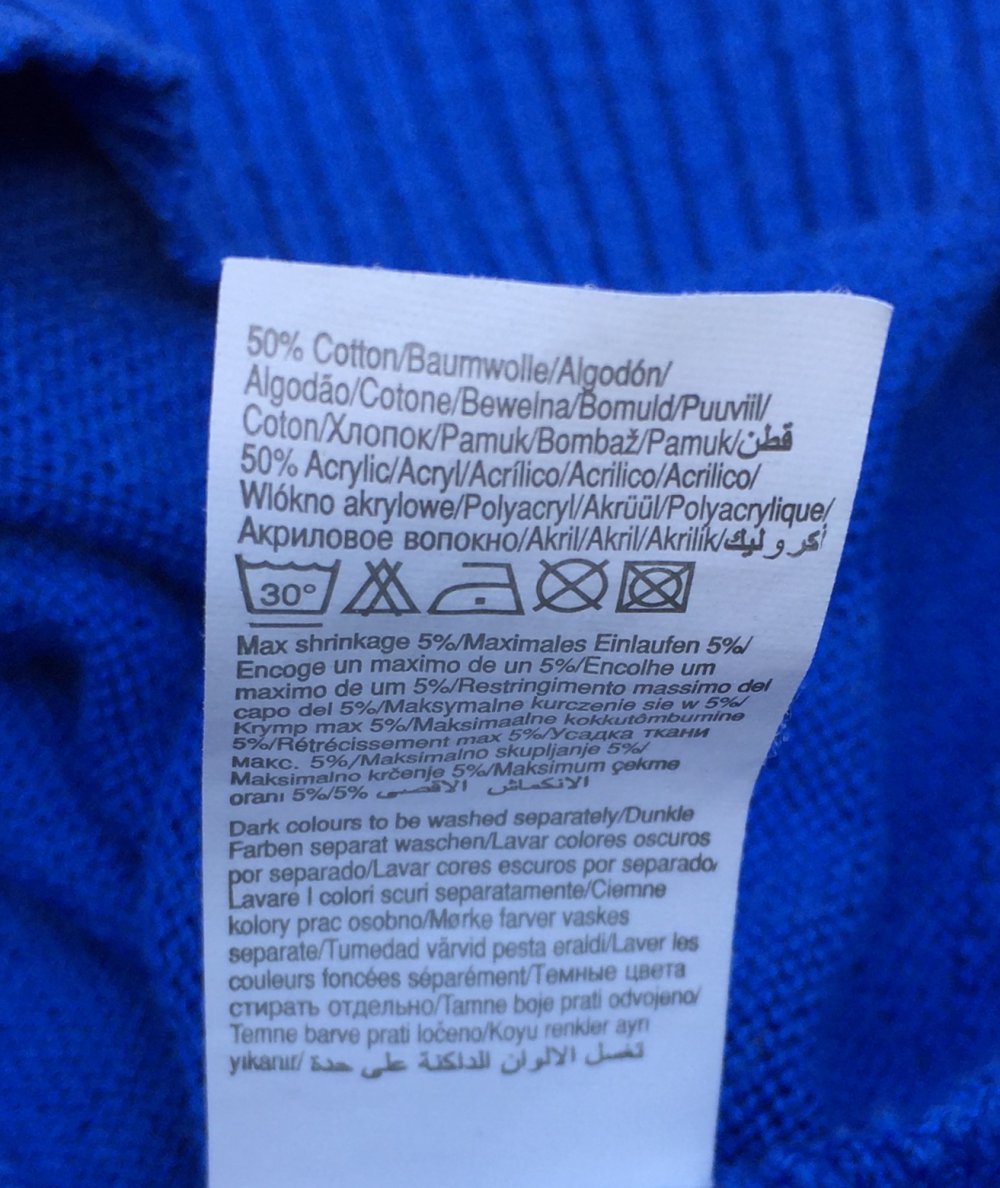 50% Cotton/Baumwolle/Algodón/
Algodão/Cotone/Bewełna/Bomuld/Puuviil/
Coton/Хлопок/Pamuk/Bombaž/Pamuk/قطن
50% Acrylic/Acryl/Acrílico/Acrilico/Acrilico/
Wlókno akrylowe/Polyacryl/Akrüül/Polyacrylique/
Акриловое вопокно/Akril/Akril/Akrilik/أكر و ليك
30°
Max shrinkage 5%/Maximales Einlaufen 5%/
Encoge un maximo de un 5%/Encolhe um
maximo de um 5%/Restringimento massimo del
capo del 5%/Maksymalne kurczenie sie w 5%/
Krymp max 5%/Maksimaalne kokkutõmbumine
5%/Rétrécissement max 5%/Усадка ткани
макс. 5%/Maksimalno skupljanje 5%/
Maksimalno krčenje 5%/Maksimum çekme
oranı 5%/5% الانكماش الاقصى
Dark colours to be washed separately/Dunkle
Farben separat waschen/Lavar colores oscuros
por separado/Lavar cores escuros por separado/
Lavare I colori scuri separatamente/Ciemne
kolory prac osobno/Mørke farver vaskes
separate/Tumedad värvid pesta eraldi/Laver les
couleurs foncées séparément/Темные цвета
стирать отдельно/Tamne boje prati odvojeno/
Temne barve prati ločeno/Koyu renkler ayrı
yıkanır/ تغسل الالوان للداكنة على حدة